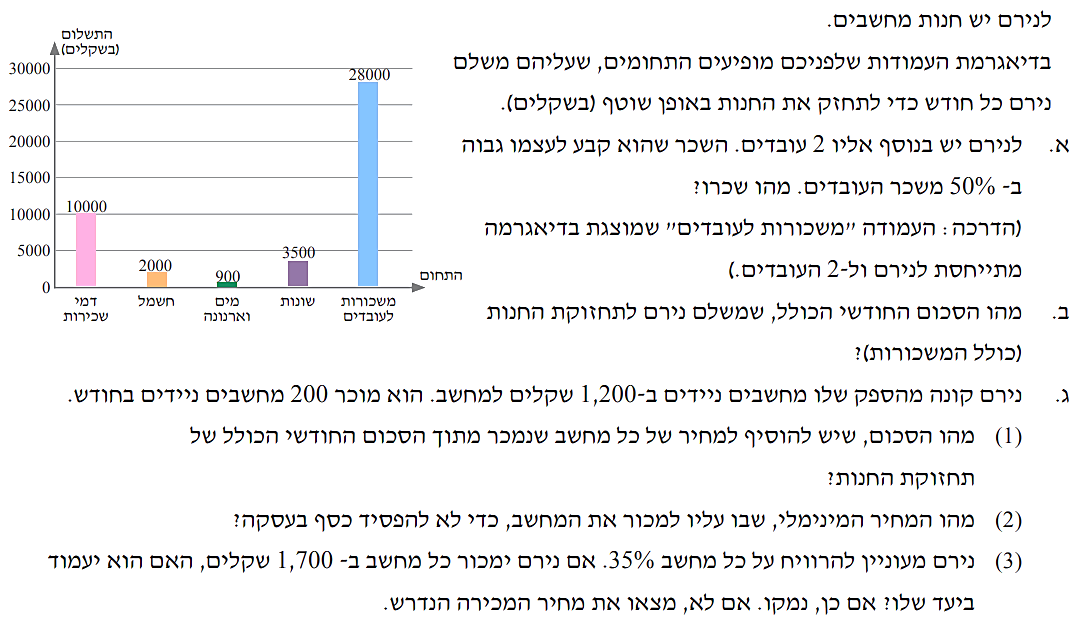 לנירם יש חנות מחשבים.
בדיאגרמת העמודות שלפניכם מופיעים התחומים, שעליהם משלם
נירם כל חודש כדי לתחזק את החנות באופן שוטף (בשקלים).
א. לנירם יש בנוסף אליו 2 עובדים. השכר שהוא קבע לעצמו גבוה
ב- 50% משכר העובדים. מהו שכרו?
(הדרכה: העמודה "משכורות לעובדים" שמוצגת בדיאגרמה
מתייחסת לנירם ול-2 העובדים.)
ב. מהו הסכום החודשי הכולל, שמשלם נירם לתחזוקת החנות
(כולל המשכורות)?
התשלום
(בשקלים)
30000
25000
20000
15000
10000
5000
0
10000
2000
900
3500
28000
דמי
שכירות
חשמל
מים
וארנונה
שונות
משכורות
לעובדים
התחום
ג. נירם קונה מהספק שלו מחשבים ניידים ב-1,200 שקלים למחשב. הוא מוכר 200 מחשבים ניידים בחודש.
(1) מהו הסכום, שיש להוסיף למחיר של כל מחשב שנמכר מתוך הסכום החודשי הכולל של
תחזוקת החנות?
(2) מהו המחיר המינימלי, שבו עליו למכור את המחשב, כדי לא להפסיד כסף בעסקה?
(3) נירם מעוניין להרוויח על כל מחשב 35%. אם נירם ימכור כל מחשב ב- 1,700 שקלים, האם הוא יעמוד
ביעד שלו? אם כן, נמקו. אם לא, מצאו את מחיר המכירה הנדרש.